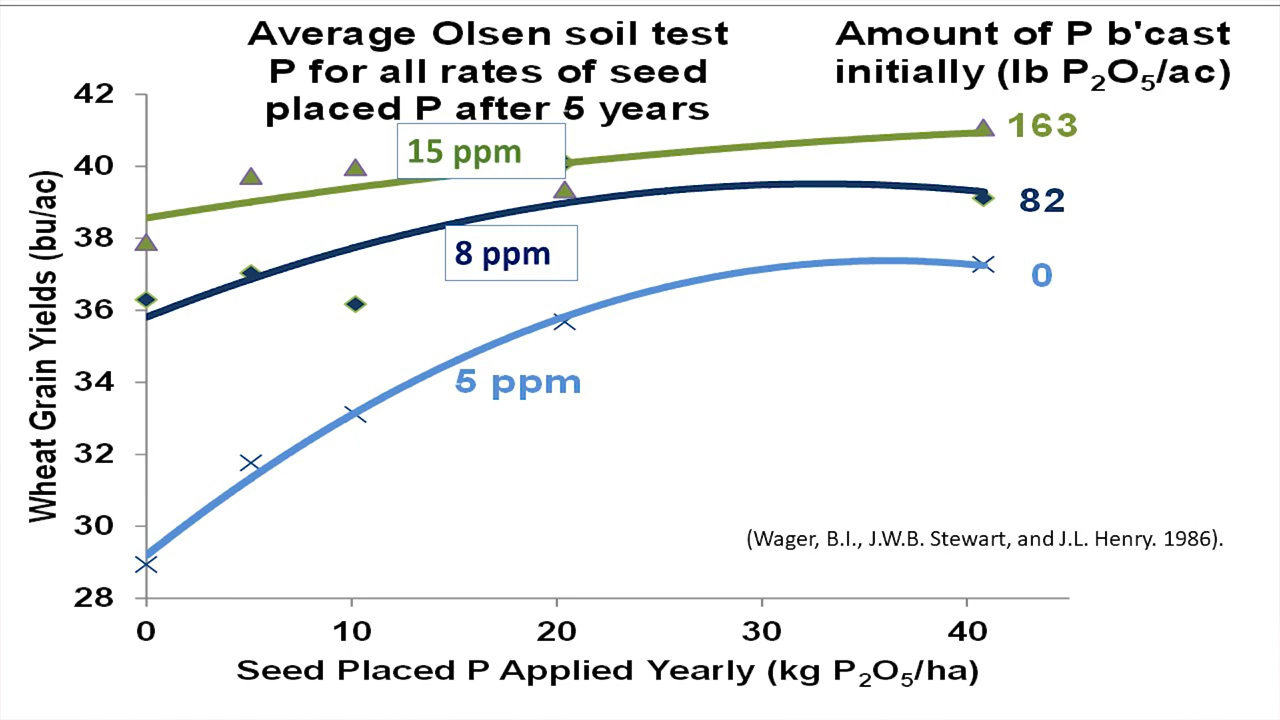 Average Olsen soil test
P for all rates of seed
placed P after 5 years
Amount of P b'cast
initially (lb P₂O₅/ac)
42
40
38
36
34
32
30
28
Wheat Grain Yields (bu/ac)
15 ppm
163
82
8 ppm
0
5 ppm
(Wager, B.I., J.W.B. Stewart, and J.L. Henry. 1986).
0
10
20
30
40
Seed Placed P Applied Yearly (kg P₂O₅/ha)